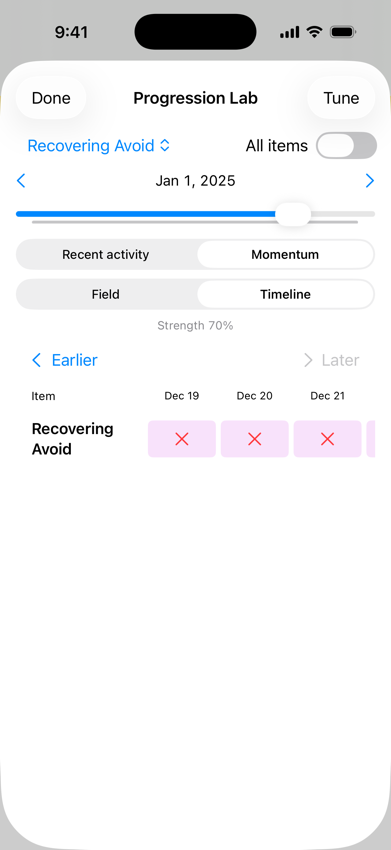 9:41
Done
Progression Lab
Tune
Recovering Avoid
All items
Jan 1, 2025
Recent activity
Momentum
Field
Timeline
Strength 70%
Earlier
Later
Item
Dec 19
Dec 20
Dec 21
Recovering
Avoid